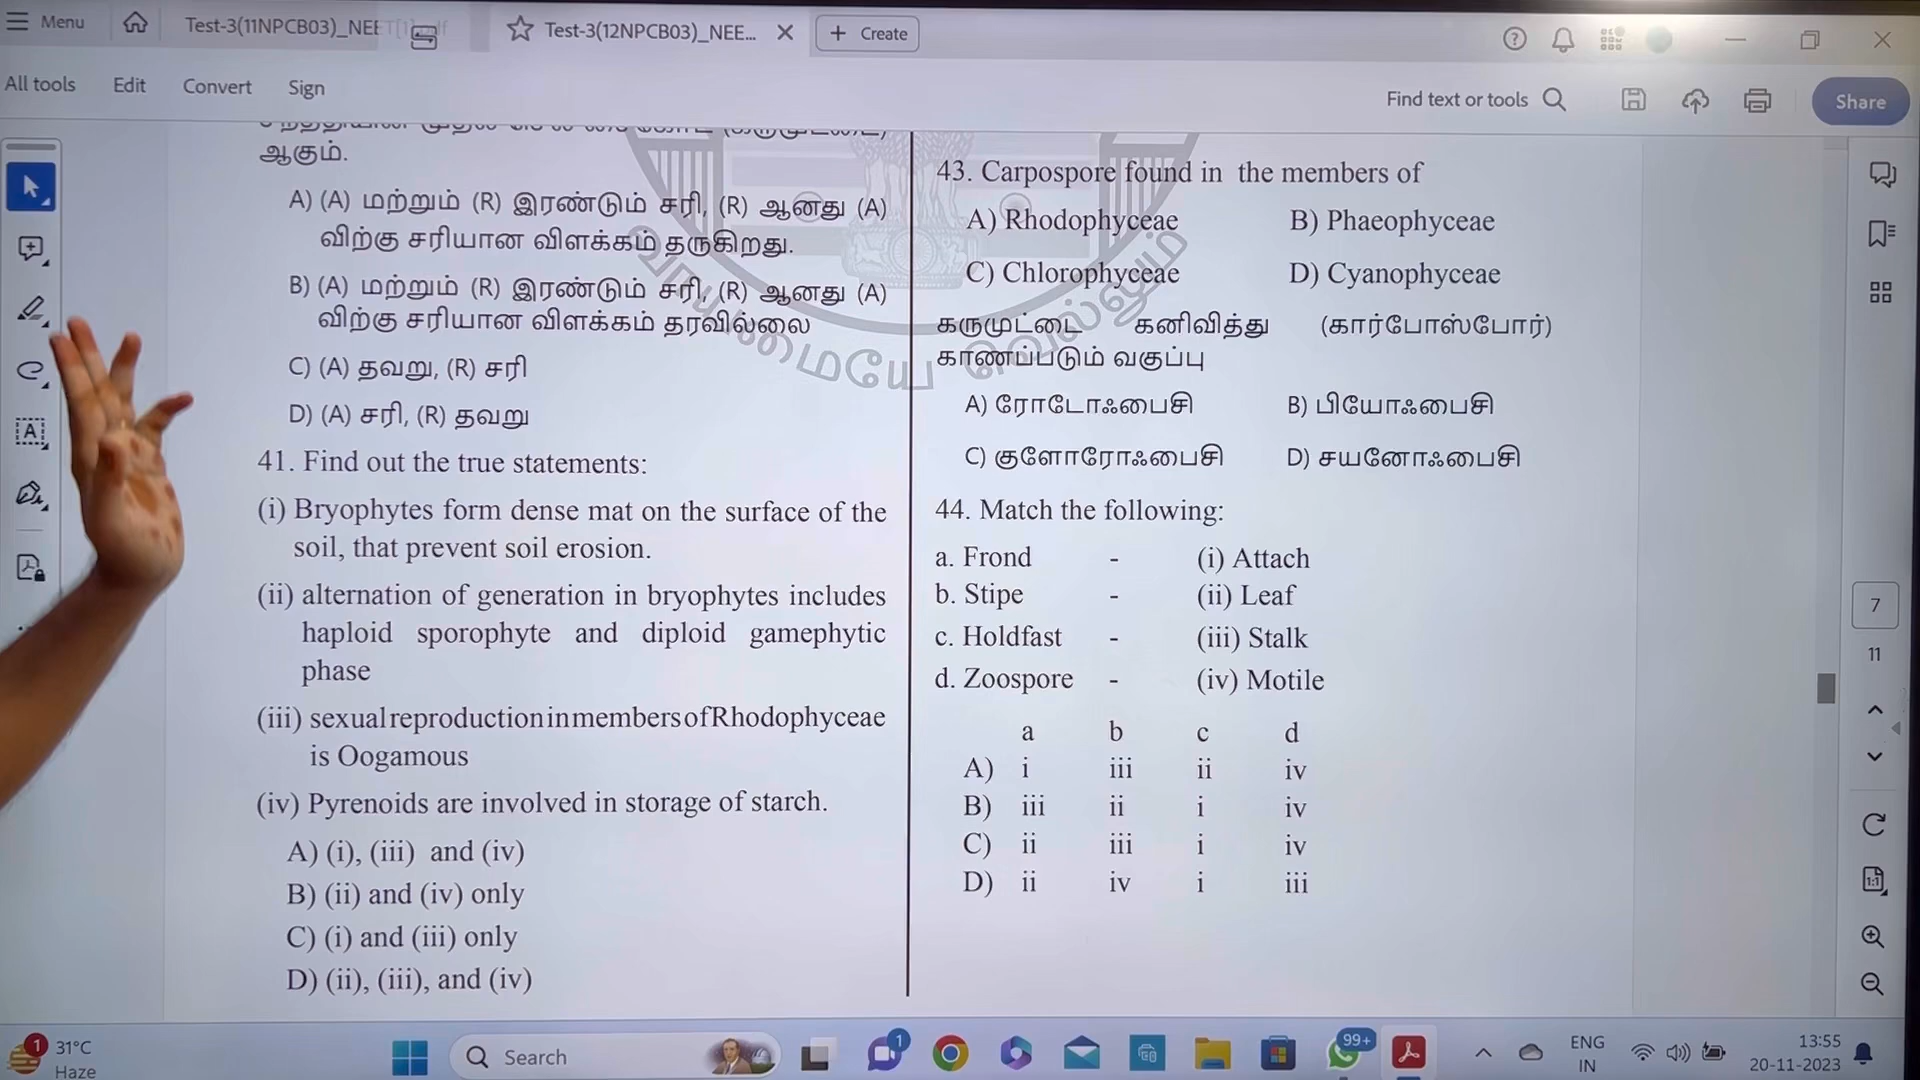 Menu
Test-3(11NPCB03)_NEET[1].pdf
Test-3(12NPCB03)_NEE...
+ Create
All tools
Edit
Convert
Sign
Find text or tools
Share
ஆகும்.
A) (A) மற்றும் (R) இரண்டும் சரி, (R) ஆனது (A)
விற்கு சரியான விளக்கம் தருகிறது.
B) (A) மற்றும் (R) இரண்டும் சரி, (R) ஆனது (A)
விற்கு சரியான விளக்கம் தரவில்லை
C) (A) தவறு, (R) சரி
D) (A) சரி, (R) தவறு
41. Find out the true statements:
(i) Bryophytes form dense mat on the surface of the
soil, that prevent soil erosion.
(ii) alternation of generation in bryophytes includes
haploid sporophyte and diploid gamephytic
phase
(iii) sexual reproduction in members of Rhodophyceae
is Oogamous
(iv) Pyrenoids are involved in storage of starch.
A) (i), (iii) and (iv)
B) (ii) and (iv) only
C) (i) and (iii) only
D) (ii), (iii), and (iv)
வாய்மையே வெல்லும்
43. Carpospore found in the members of
A) Rhodophyceae B) Phaeophyceae
C) Chlorophyceae D) Cyanophyceae
கருமுட்டை கனிவித்து (கார்போஸ்போர்)
காணப்படும் வகுப்பு
A) ரோடோஃபைசி B) பியோஃபைசி
C) குளோரோஃபைசி D) சயனோஃபைசி
44. Match the following:
a. Frond - (i) Attach
b. Stipe - (ii) Leaf
c. Holdfast - (iii) Stalk
d. Zoospore - (iv) Motile
a b c d
A) i iii ii iv
B) iii ii i iv
C) ii iii i iv
D) ii iv i iii
7
11
1
31°C
Haze
Search
1
99+
ENG
IN
13:55
20-11-2023